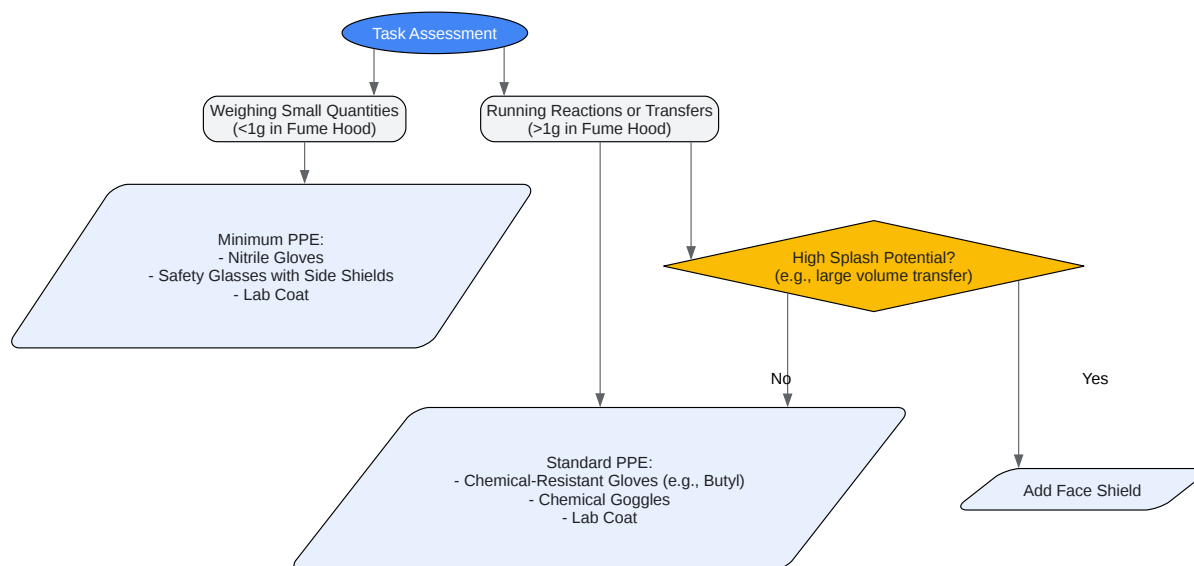 Task Assessment
Weighing Small Quantities
(<1g in Fume Hood)
Running Reactions or Transfers
(>1g in Fume Hood)
Minimum PPE:
- Nitrile Gloves
- Safety Glasses with Side Shields
- Lab Coat
High Splash Potential?
(e.g., large volume transfer)
No
Yes
Standard PPE:
- Chemical-Resistant Gloves (e.g., Butyl)
- Chemical Goggles
- Lab Coat
Add Face Shield